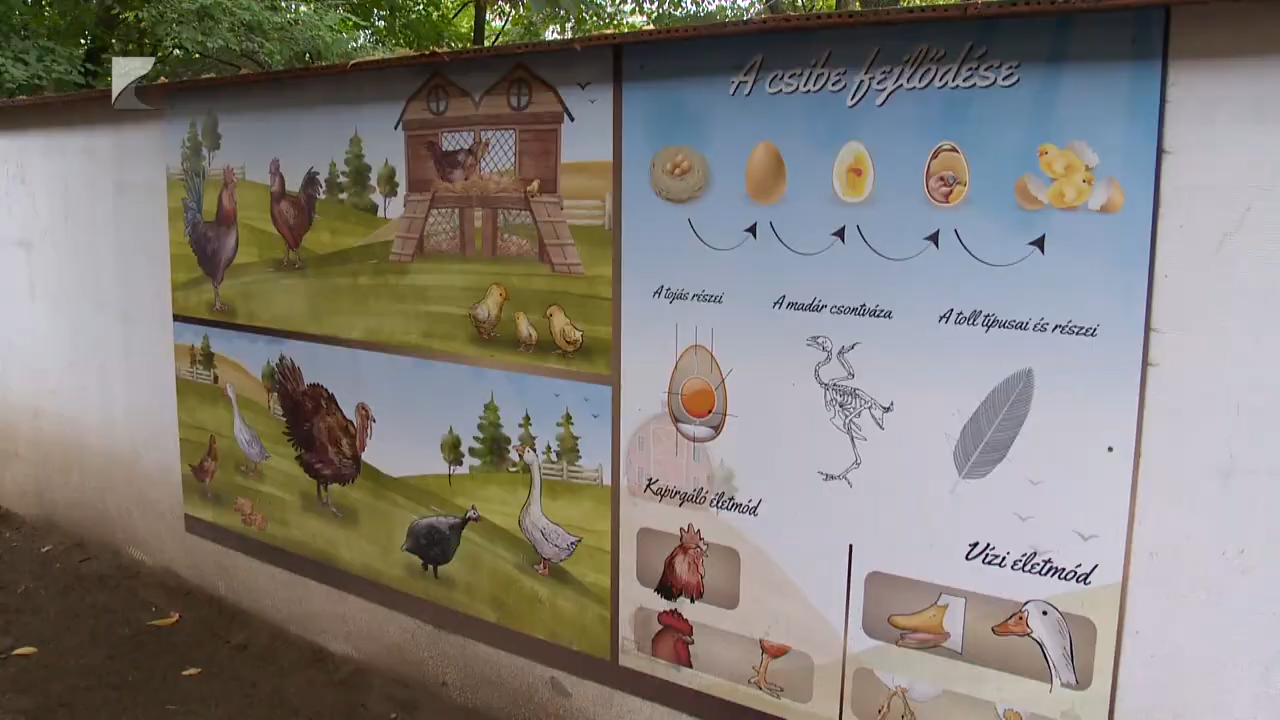 A csibe fejlődése
A tojás részei
A madár csontváza
A toll típusai és részei
Kapirgáló életmód
Vízi életmód